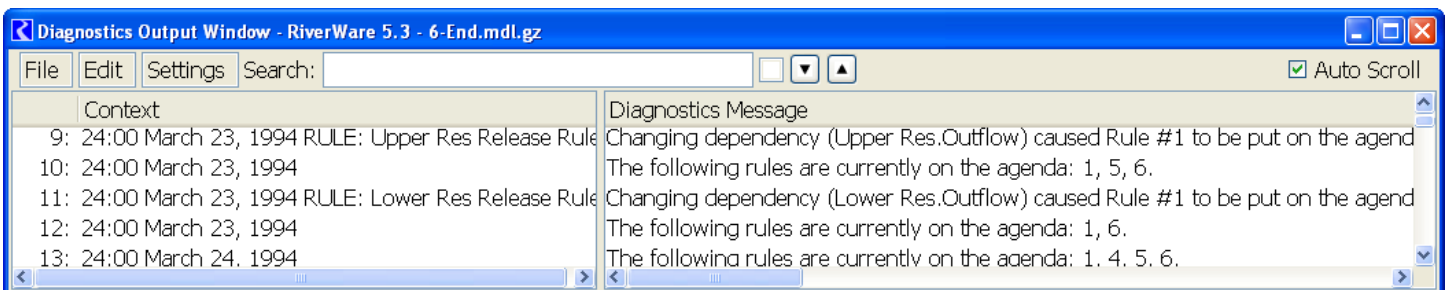 Diagnostics Output Window - RiverWare 5.3 - 6-End.mdl.gz
File Edit Settings Search: Auto Scroll
Context Diagnostics Message
9: 24:00 March 23, 1994 RULE: Upper Res Release Rule Changing dependency (Upper Res.Outflow) caused Rule #1 to be put on the agend
10: 24:00 March 23, 1994 The following rules are currently on the agenda: 1, 5, 6.
11: 24:00 March 23, 1994 RULE: Lower Res Release Rule Changing dependency (Lower Res.Outflow) caused Rule #1 to be put on the agend
12: 24:00 March 23, 1994 The following rules are currently on the agenda: 1, 6.
13: 24:00 March 24, 1994 The following rules are currently on the agenda: 1, 4, 5, 6.